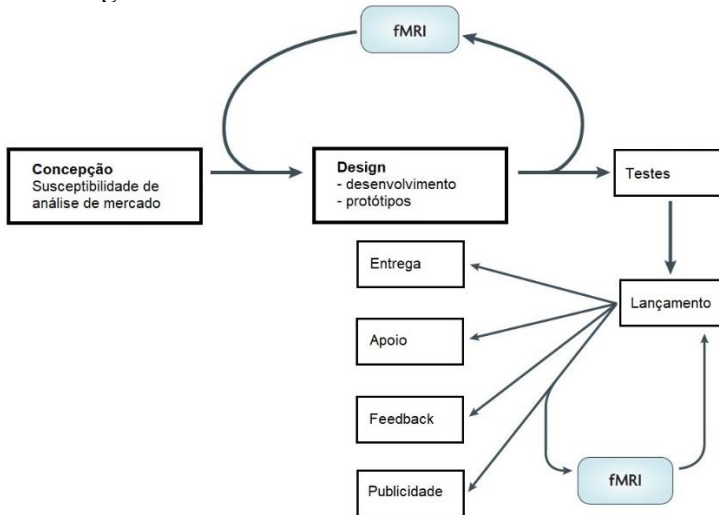 fMRI
Concepção
Susceptibilidade de
análise de mercado
Design
- desenvolvimento
- protótipos
Testes
Entrega
Lançamento
Apoio
Feedback
fMRI
Publicidade